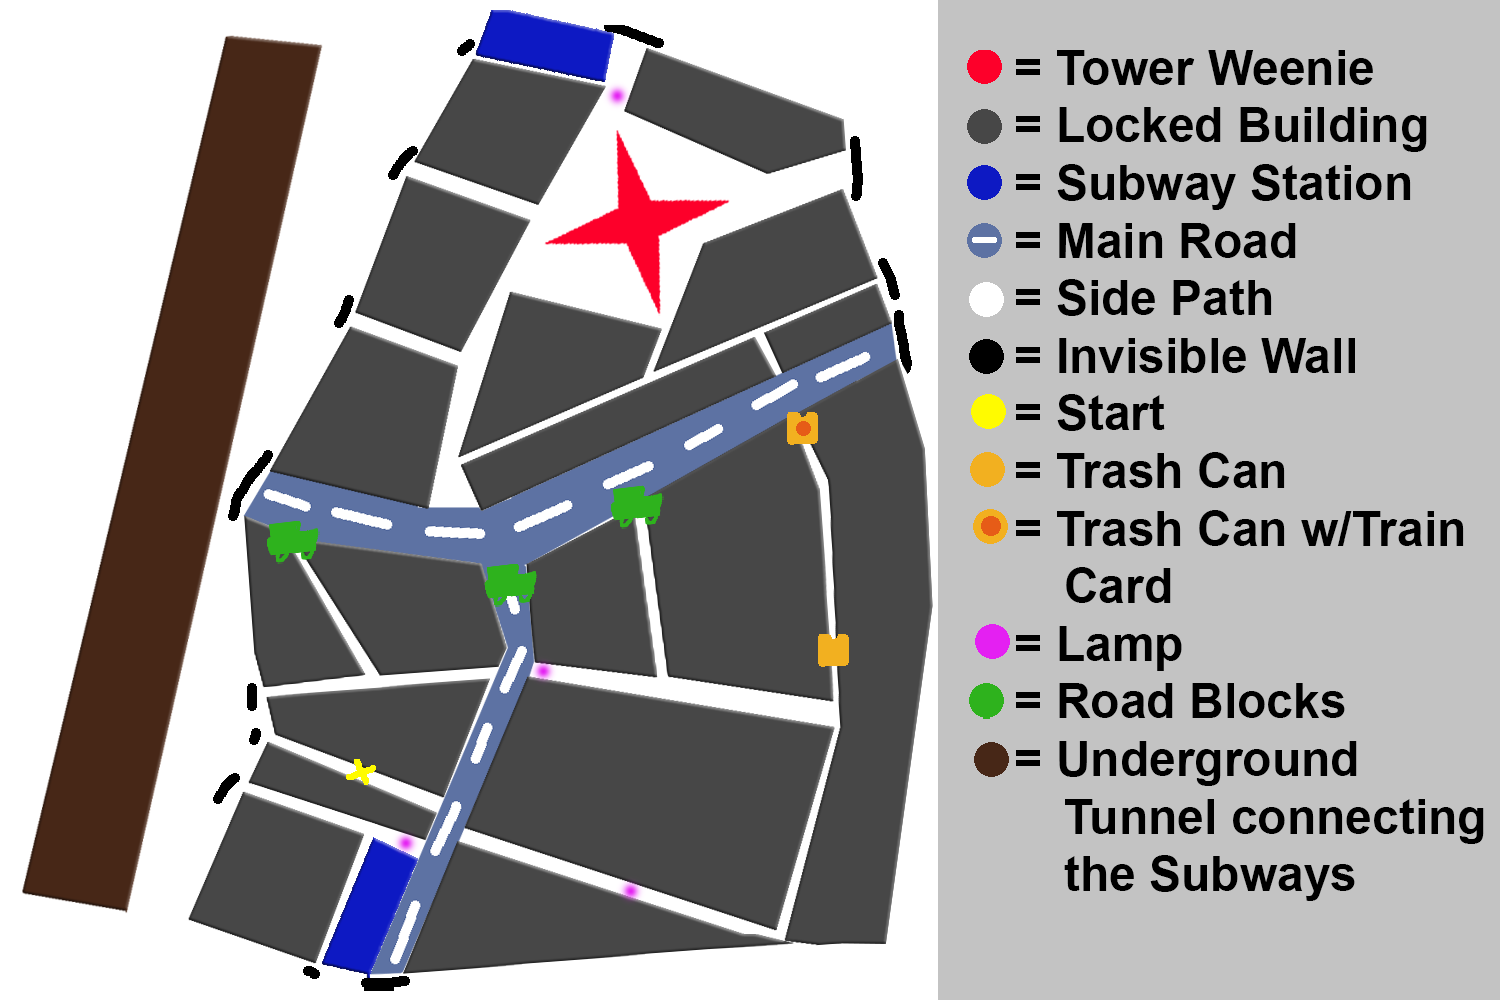 = Tower Weenie
= Locked Building
= Subway Station
= Main Road
= Side Path
= Invisible Wall
= Start
= Trash Can
= Trash Can w/Train
Card
= Lamp
= Road Blocks
= Underground
Tunnel connecting
the Subways